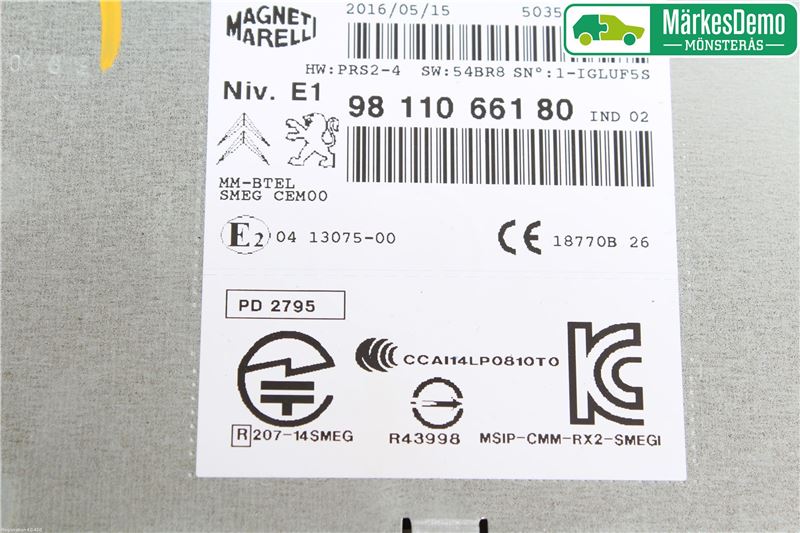 MAGNETI
MARELLI
2016/05/15 5035
MärkesDemo
MÖNSTERÅS
HW:PRS2-4 SW:54BR8 SN°:1-IGLUF5S
Niv. E1 98 110 661 80 IND 02
MM-BTEL
SMEG CEM00
E2 04 13075-00 CE 18770B 26
PD 2795
CCAI14LP0810T0
KC
R 207-14SMEG R43998 MSIP-CMM-RX2-SMEGI